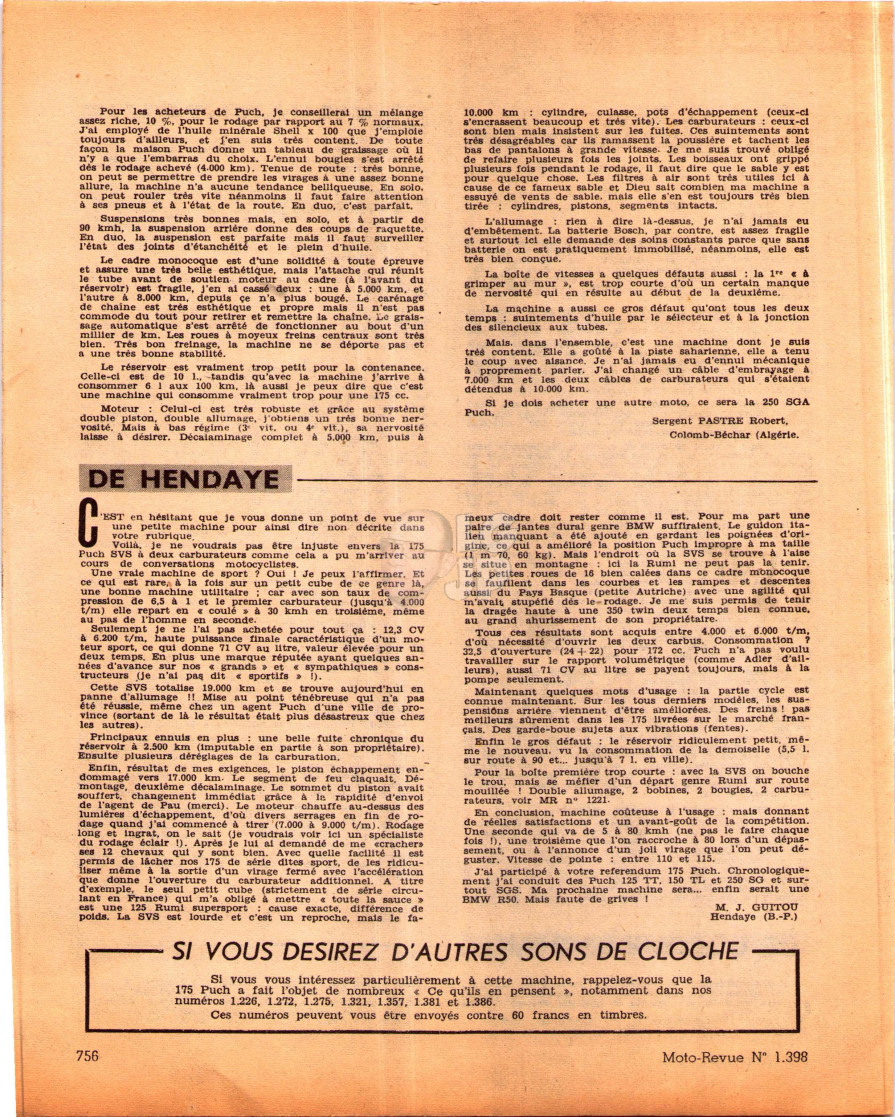 Pour les acheteurs de Puch, je conseillerai un mélange
assez riche, 10 %, pour le rodage par rapport au 7 % normaux.
J'ai employé de l'huile minérale Shell x 100 que j'emploie
toujours d'ailleurs, et j'en suis très content. De toute
façon la maison Puch donne un tableau de graissage où il
n'y a que l'embarras du choix. L'ennui bougies s'est arrêté
dès le rodage achevé (4.000 km). Tenue de route : très bonne,
on peut se permettre de prendre les virages à une assez bonne
allure, la machine n'a aucune tendance belliqueuse. En solo,
on peut rouler très vite néanmoins il faut faire attention
à ses pneus et à l'état de la route. En duo, c'est parfait.
Suspensions très bonnes mais, en solo, et à partir de
90 kmh, la suspension arrière donne des coups de raquette.
En duo, la suspension est parfaite mais il faut surveiller
l'état des joints d'étanchéité et le plein d'huile.
Le cadre monocoque est d'une solidité à toute épreuve
et assure une très belle esthétique, mais l'attache qui réunit
le tube avant de soutien moteur au cadre (à l'avant du
réservoir) est fragile, j'en ai cassé deux : une à 5.000 km, et
l'autre à 8.000 km, depuis çe n'a plus bougé. Le carénage
de chaîne est très esthétique et propre mais il n'est pas
commode du tout pour retirer et remettre la chaîne. Le grais-
sage automatique s'est arrêté de fonctionner au bout d'un
millier de km. Les roues à moyeux freins centraux sont très
bien. Très bon freinage, la machine ne se déporte pas et
a une très bonne stabilité.
Le réservoir est vraiment trop petit pour la contenance.
Celle-ci est de 10 l., tandis qu'avec la machine j'arrive à
consommer 6 l aux 100 km, là aussi je peux dire que c'est
une machine qui consomme vraiment trop pour une 175 cc.
Moteur : Celui-ci est très robuste et grâce au système
double piston, double allumage, j'obtiens un très bonne ner-
vosité. Mais à bas régime (3e vit. ou 4e vit.), sa nervosité
laisse à désirer. Décalaminage complet à 5.000 km, puis à
10.000 km : cylindre, culasse, pots d'échappement (ceux-ci
s'encrassent beaucoup et très vite). Les carburateurs : ceux-ci
sont bien mais insistent sur les fuites. Ces suintements sont
très désagréables car ils ramassent la poussière et tachent les
bas de pantalons à grande vitesse. Je me suis trouvé obligé
de refaire plusieurs fois les joints. Les boisseaux ont grippé
plusieurs fois pendant le rodage, il faut dire que le sable y est
pour quelque chose. Les filtres à air sont très utiles ici à
cause de ce fameux sable et Dieu sait combien ma machine a
essuyé de vents de sable, mais elle s'en est toujours très bien
tirée : cylindres, pistons, segments intacts.
L'allumage : rien à dire là-dessus, je n'ai jamais eu
d'embêtement. La batterie Bosch, par contre, est assez fragile
et surtout ici elle demande des soins constants parce que sans
batterie on est pratiquement immobilisé, néanmoins, elle est
très bien conçue.
La boîte de vitesses a quelques défauts aussi : la 1re « à
grimper au mur », est trop courte d'où un certain manque
de nervosité qui en résulte au début de la deuxième.
La machine a aussi ce gros défaut qu'ont tous les deux
temps : suintements d'huile par le sélecteur et à la jonction
des silencieux aux tubes.
Mais, dans l'ensemble, c'est une machine dont je suis
très content. Elle a goûté à la piste saharienne, elle a tenu
le coup avec aisance. Je n'ai jamais eu d'ennui mécanique
à proprement parler. J'ai changé un câble d'embrayage à
7.000 km et les deux câbles de carburateurs qui s'étaient
détendus à 10.000 km.
Si je dois acheter une autre moto, ce sera la 250 SGA
Puch.
Sergent PASTRE Robert,
Colomb-Béchar (Algérie.
DE HENDAYE
C'EST en hésitant que je vous donne un point de vue sur
une petite machine pour ainsi dire non décrite dans
votre rubrique.
Voilà, je ne voudrais pas être injuste envers la 175
Puch SVS à deux carburateurs comme cela a pu m'arriver au
cours de conversations motocyclistes.
Une vraie machine de sport ? Oui ! Je peux l'affirmer. Et
ce qui est rare, à la fois sur un petit cube de ce genre là,
une bonne machine utilitaire ; car avec son taux de com-
pression de 6,5 à 1 et le premier carburateur (jusqu'à 4.000
t/m) elle repart en « coulé » à 30 kmh en troisième, même
au pas de l'homme en seconde.
Seulement je ne l'ai pas achetée pour tout ça : 12,3 CV
à 6.200 t/m, haute puissance finale caractéristique d'un mo-
teur sport, ce qui donne 71 CV au litre, valeur élevée pour un
deux temps. En plus une marque réputée ayant quelques an-
nées d'avance sur nos « grands » et « sympathiques » cons-
tructeurs (je n'ai pas dit « sportifs » !).
Cette SVS totalise 19.000 km et se trouve aujourd'hui en
panne d'allumage !! Mise au point ténébreuse qui n'a pas
été réussie, même chez un agent Puch d'une ville de pro-
vince (sortant de là le résultat était plus désastreux que chez
les autres).
Principaux ennuis en plus : une belle fuite chronique du
réservoir à 2.500 km (imputable en partie à son propriétaire).
Ensuite plusieurs déréglages de la carburation.
Enfin, résultat de mes exigences, le piston échappement en-
dommagé vers 17.000 km. Le segment de feu claquait. Dé-
montage, deuxième décalaminage. Le sommet du piston avait
souffert, changement immédiat grâce à la rapidité d'envoi
de l'agent de Pau (merci). Le moteur chauffe au-dessus des
lumières d'échappement, d'où divers serrages en fin de ro-
dage quand j'ai commencé à tirer (7.000 à 9.000 t/m). Rodage
long et ingrat, on le sait (je voudrais voir ici un spécialiste
du rodage éclair !). Après je lui ai demandé de me «cracher»
ses 12 chevaux qui y sont bien. Avec quelle facilité il est
permis de lâcher nos 175 de série dites sport, de les ridicu-
liser même à la sortie d'un virage fermé avec l'accélération
que donne l'ouverture du carburateur additionnel. A titre
d'exemple, le seul petit cube (strictement de série circu-
lant en France) qui m'a obligé à mettre « toute la sauce »
est une 125 Rumi supersport : cause exacte, différence de
poids. La SVS est lourde et c'est un reproche, mais le fa-
meux cadre doit rester comme il est. Pour ma part une
paire de jantes dural genre BMW suffiraient. Le guidon ita-
lien manquant a été ajouté en gardant les poignées d'ori-
gine, ce qui a amélioré la position Puch impropre à ma taille
(1 m 70, 60 kg). Mais l'endroit où la SVS se trouve à l'aise
se situe en montagne : ici la Rumi ne peut pas la tenir.
Les petites roues de 16 bien calées dans ce cadre monocoque
se faufilent dans les courbes et les rampes et descentes
aussi du Pays Basque (petite Autriche) avec une agilité qui
m'avait stupéfié dès le rodage. Je me suis permis de tenir
la dragée haute à une 350 twin deux temps bien connue,
au grand ahurissement de son propriétaire.
Tous ces résultats sont acquis entre 4.000 et 6.000 t/m,
d'où nécessité d'ouvrir les deux carbus. Consommation ?
32,5 d'ouverture (24 + 22) pour 172 cc. Puch n'a pas voulu
travailler sur le rapport volumétrique (comme Adler d'ail-
leurs), aussi 71 CV au litre se payent toujours, mais à la
pompe seulement.
Maintenant quelques mots d'usage : la partie cycle est
connue maintenant. Sur les tous derniers modèles, les sus-
pensions arrière viennent d'être améliorées. Des freins ! pas
meilleurs sûrement dans les 175 livrées sur le marché fran-
çais. Des garde-boue sujets aux vibrations (fentes).
Enfin le gros défaut : le réservoir ridiculement petit, mê-
me le nouveau, vu la consommation de la demoiselle (5,5 l.
sur route à 90 et... jusqu'à 7 l. en ville).
Pour la boîte première trop courte : avec la SVS on bouche
le trou, mais se méfier d'un départ genre Rumi sur route
mouillée ! Double allumage, 2 bobines, 2 bougies, 2 carbu-
rateurs, voir MR n° 1221.
En conclusion, machine coûteuse à l'usage : mais donnant
de réelles satisfactions et un avant-goût de la compétition.
Une seconde qui va de 5 à 80 kmh (ne pas le faire chaque
fois !), une troisième que l'on raccroche à 80 lors d'un dépas-
sement, ou à l'annonce d'un joli virage que l'on peut dé-
guster. Vitesse de pointe : entre 110 et 115.
J'ai participé à votre referendum 175 Puch. Chronologique-
ment j'ai conduit des Puch 125 TT, 150 TL et 250 SG et sur-
tout SGS. Ma prochaine machine sera... enfin serait une
BMW R50. Mais faute de grives !
M. J. GUITOU
Hendaye (B.-P.)
SI VOUS DESIREZ D'AUTRES SONS DE CLOCHE
Si vous vous intéressez particulièrement à cette machine, rappelez-vous que la
175 Puch a fait l'objet de nombreux « Ce qu'ils en pensent », notamment dans nos
numéros 1.226, 1.272, 1.275, 1.321, 1.357, 1.381 et 1.386.
Ces numéros peuvent vous être envoyés contre 60 francs en timbres.
756
Moto-Revue N° 1.398